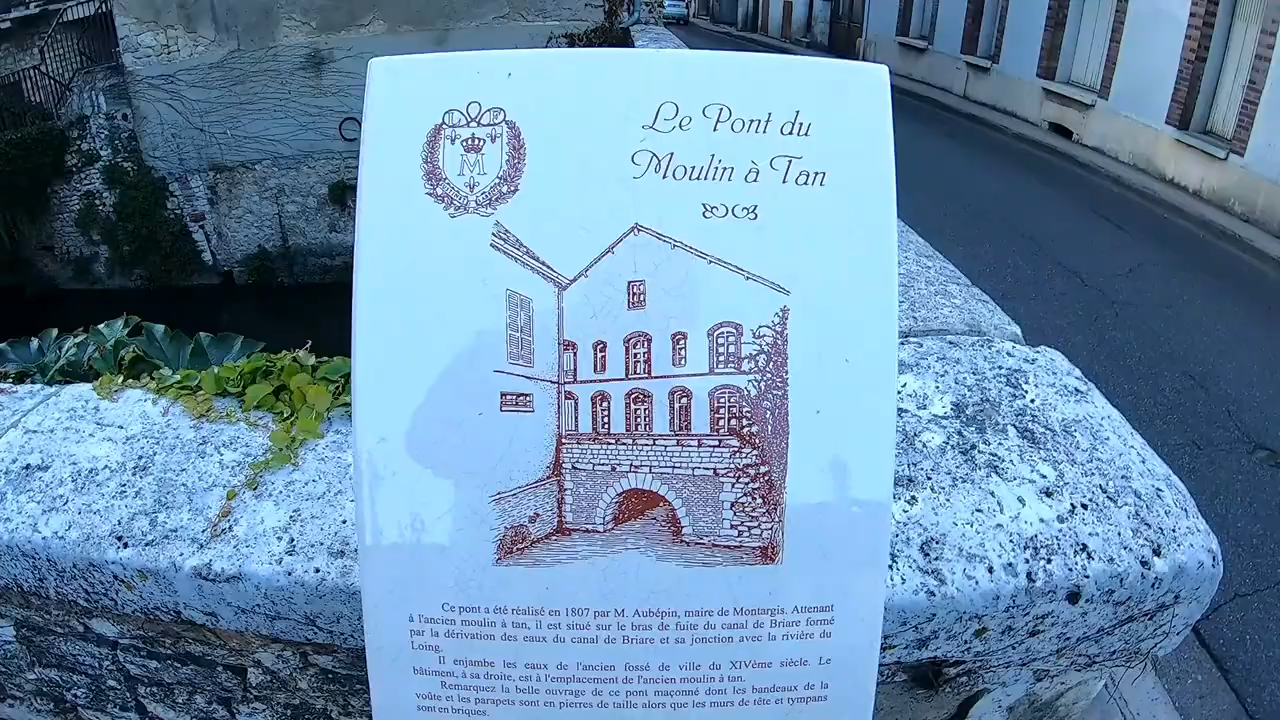 L F
M
Le Pont du
Moulin à Tan
Ce pont a été réalisé en 1807 par M. Aubépin, maire de Montargis. Attenant
à l'ancien moulin à tan, il est situé sur le bras de fuite du canal de Briare formé
par la dérivation des eaux du canal de Briare et sa jonction avec la rivière du
Loing.
Il enjambe les eaux de l'ancien fossé de ville du XIVème siècle. Le
bâtiment, à sa droite, est à l'emplacement de l'ancien moulin à tan.
Remarquez la belle ouvrage de ce pont maçonné dont les bandeaux de la
voûte et les parapets sont en pierres de taille alors que les murs de tête et tympans
sont en briques.